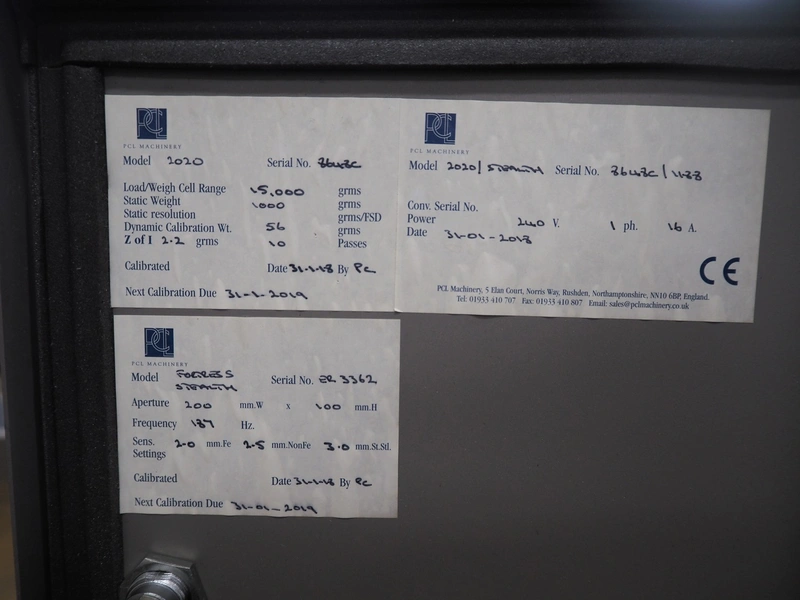 PCL MACHINERY
Model 2020 Serial No. 3643C
Load/Weigh Cell Range 15,000 grms
Static Weight 1000 grms
Static resolution grms/FSD
Dynamic Calibration Wt. 56 grms
Z of I 2.2 grms 10 Passes
Calibrated Date 31-1-18 By PC
Next Calibration Due 31-1-2019
PCL MACHINERY
Model 2020/STEALTH Serial No. 3643C/1188
Conv. Serial No.
Power 240 V. 1 ph. 16 A.
Date 31-01-2018
CE
PCL Machinery, 5 Elan Court, Norris Way, Rushden, Northamptonshire, NN10 6BP, England.
Tel: 01933 410 707 Fax: 01933 410 807 Email: sales@pclmachinery.co.uk
PCL MACHINERY
Model FORTRESS
STEALTH Serial No. ER 3362
Aperture 200 mm.W x 100 mm.H
Frequency 187 Hz.
Sens. 2.0 mm.Fe 2.5 mm.NonFe 3.0 mm.St.Stl.
Settings
Calibrated Date 31-1-18 By PC
Next Calibration Due 31-01-2019